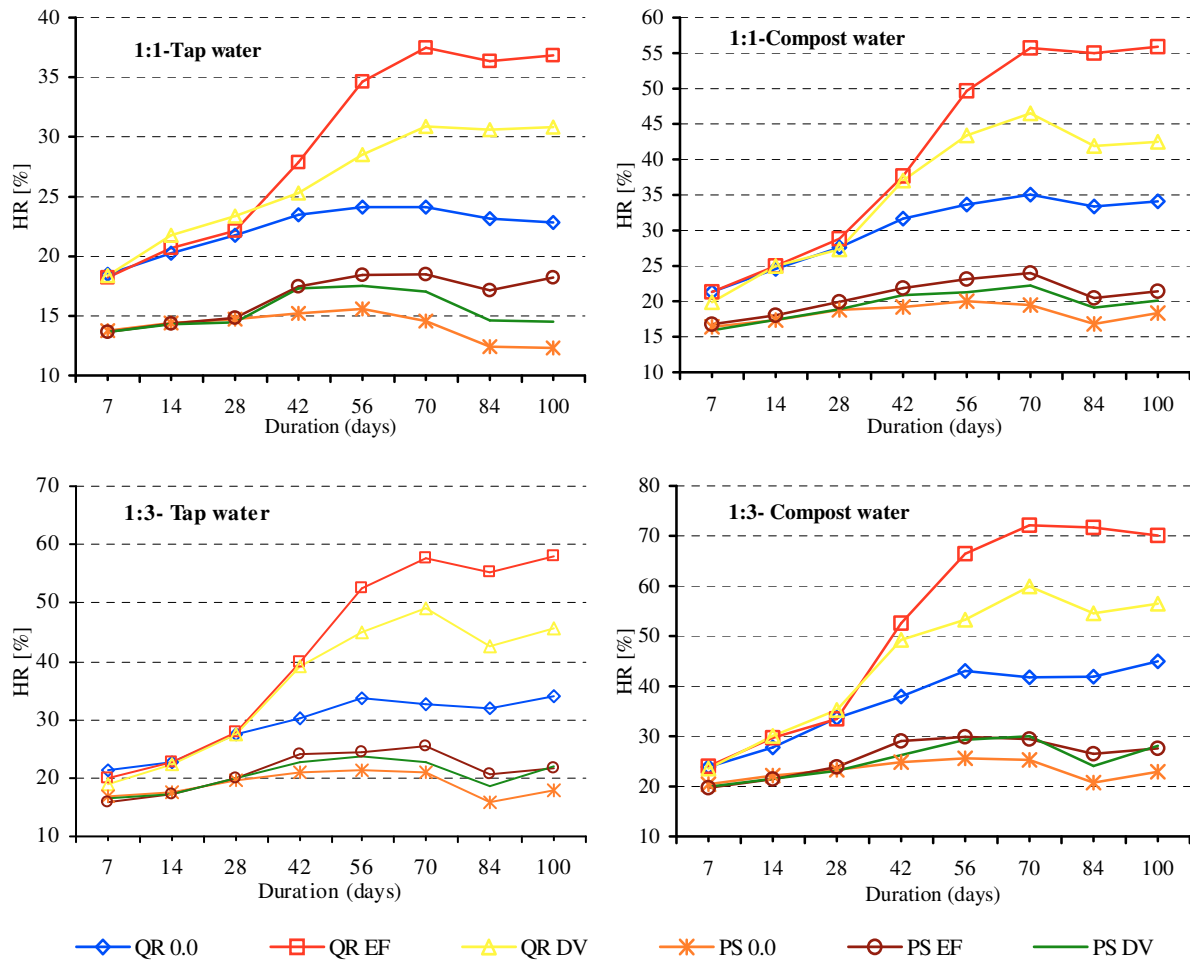 1:1-Tap water
HR [%]
40
35
30
25
20
15
10
7 14 28 42 56 70 84 100
Duration (days)
1:1-Compost water
HR [%]
60
55
50
45
40
35
30
25
20
15
10
7 14 28 42 56 70 84 100
Duration (days)
1:3- Tap water
HR [%]
70
60
50
40
30
20
10
7 14 28 42 56 70 84 100
Duration (days)
1:3- Compost water
HR [%]
80
70
60
50
40
30
20
10
7 14 28 42 56 70 84 100
Duration (days)
QR 0.0 QR EF QR DV PS 0.0 PS EF PS DV